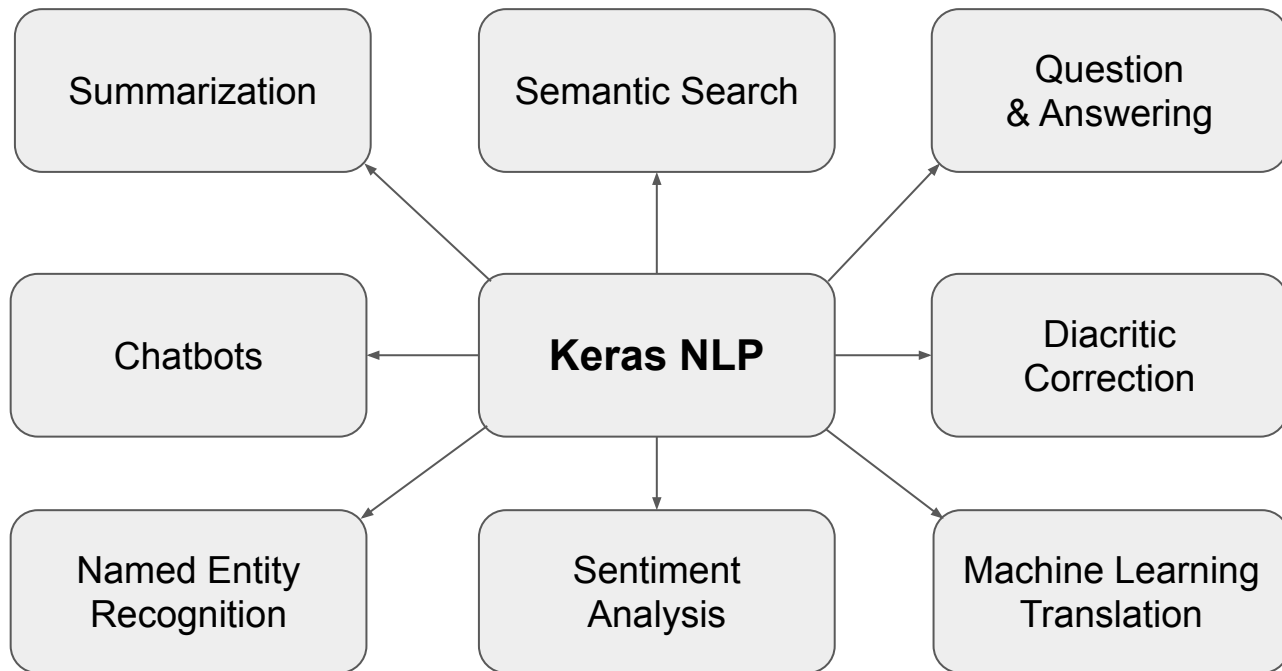 Summarization
Semantic Search
Question
& Answering
Chatbots
Keras NLP
Diacritic
Correction
Named Entity
Recognition
Sentiment
Analysis
Machine Learning
Translation